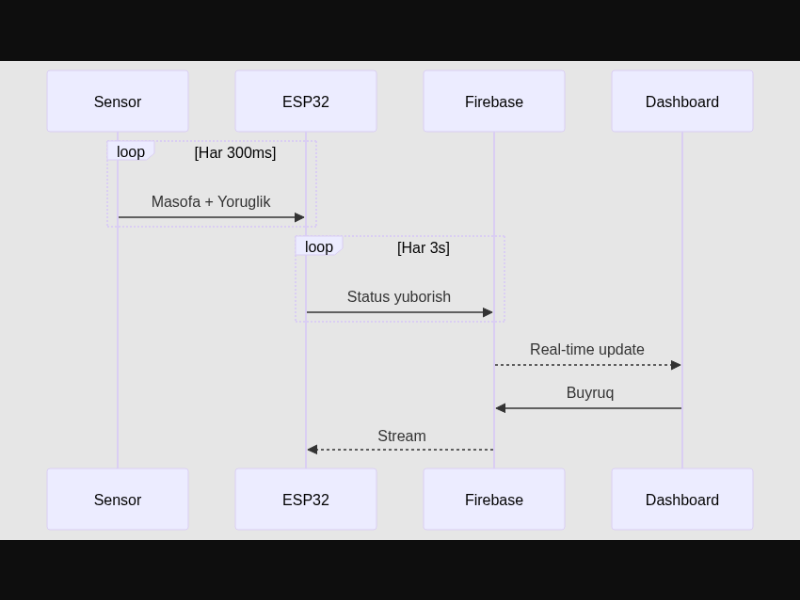 Sensor
ESP32
Firebase
Dashboard
loop
[Har 300ms]
Masofa + Yoruglik
loop
[Har 3s]
Status yuborish
Real-time update
Buyruq
Stream
Sensor
ESP32
Firebase
Dashboard